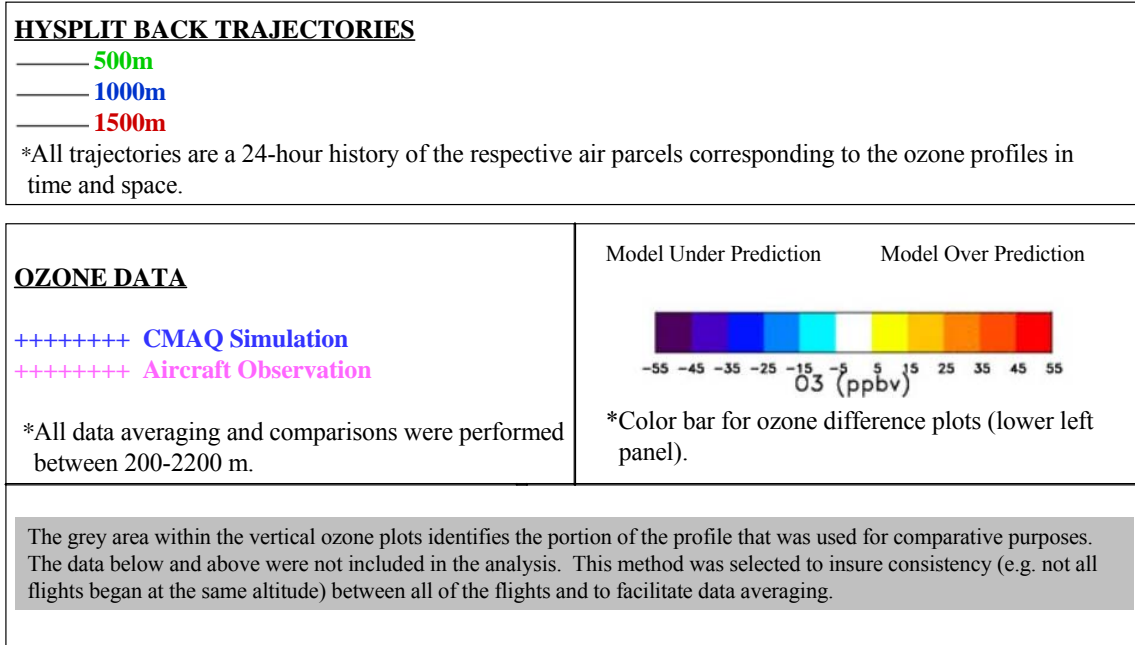 HYSPLIT BACK TRAJECTORIES
500m
1000m
1500m
*All trajectories are a 24-hour history of the respective air parcels corresponding to the ozone profiles in
time and space.
OZONE DATA
++++++++ CMAQ Simulation
++++++++ Aircraft Observation
*All data averaging and comparisons were performed
between 200-2200 m.
Model Under Prediction Model Over Prediction
-55 -45 -35 -25 -15 -5 5 15 25 35 45 55
O3 (ppbv)
*Color bar for ozone difference plots (lower left
panel).
The grey area within the vertical ozone plots identifies the portion of the profile that was used for comparative purposes.
The data below and above were not included in the analysis. This method was selected to insure consistency (e.g. not all
flights began at the same altitude) between all of the flights and to facilitate data averaging.